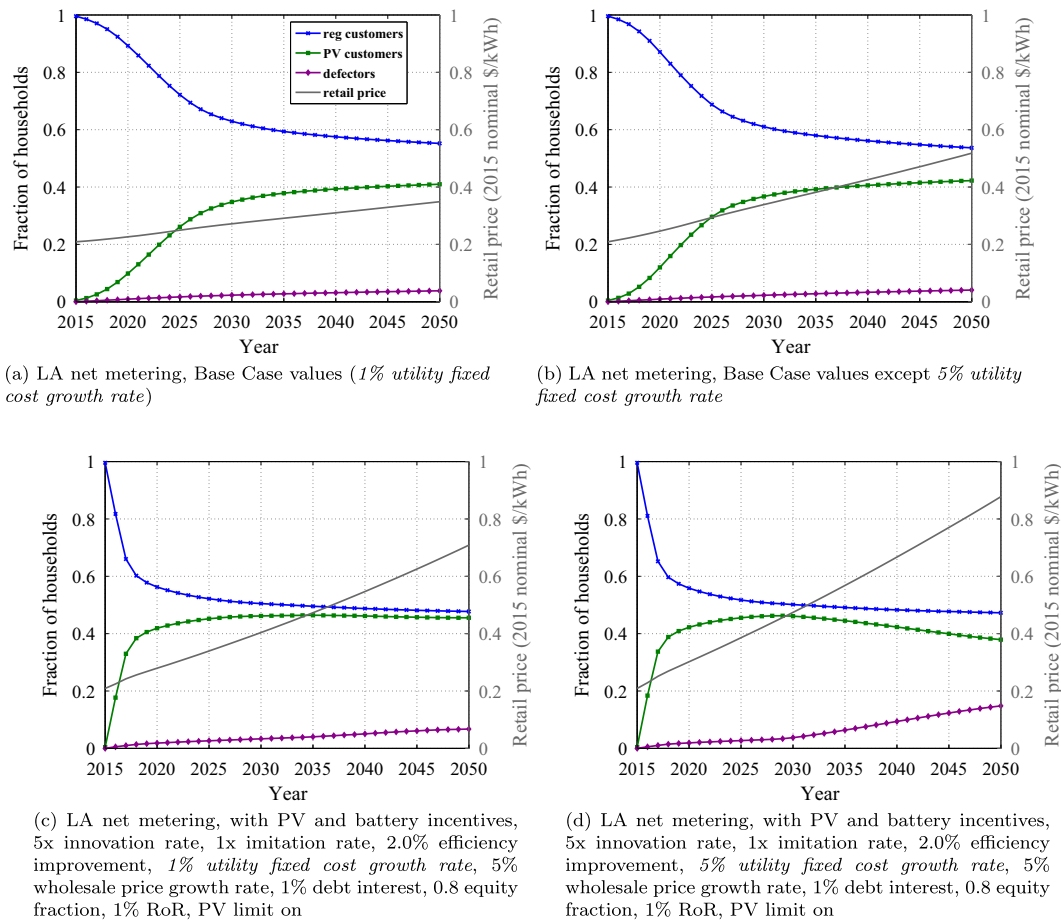 reg customers
PV customers
defectors
retail price
Fraction of households
1
0.8
0.6
0.4
0.2
0
Retail price (2015 nominal $/kWh)
1
0.8
0.6
0.4
0.2
0
2015 2020 2025 2030 2035 2040 2045 2050
Year
(a) LA net metering, Base Case values (1% utility fixed
cost growth rate)
Fraction of households
1
0.8
0.6
0.4
0.2
0
Retail price (2015 nominal $/kWh)
1
0.8
0.6
0.4
0.2
0
2015 2020 2025 2030 2035 2040 2045 2050
Year
(b) LA net metering, Base Case values except 5% utility
fixed cost growth rate
Fraction of households
1
0.8
0.6
0.4
0.2
0
Retail price (2015 nominal $/kWh)
1
0.8
0.6
0.4
0.2
0
2015 2020 2025 2030 2035 2040 2045 2050
Year
(c) LA net metering, with PV and battery incentives,
5x innovation rate, 1x imitation rate, 2.0% efficiency
improvement, 1% utility fixed cost growth rate, 5%
wholesale price growth rate, 1% debt interest, 0.8 equity
fraction, 1% RoR, PV limit on
Fraction of households
1
0.8
0.6
0.4
0.2
0
Retail price (2015 nominal $/kWh)
1
0.8
0.6
0.4
0.2
0
2015 2020 2025 2030 2035 2040 2045 2050
Year
(d) LA net metering, with PV and battery incentives,
5x innovation rate, 1x imitation rate, 2.0% efficiency
improvement, 5% utility fixed cost growth rate, 5%
wholesale price growth rate, 1% debt interest, 0.8 equity
fraction, 1% RoR, PV limit on